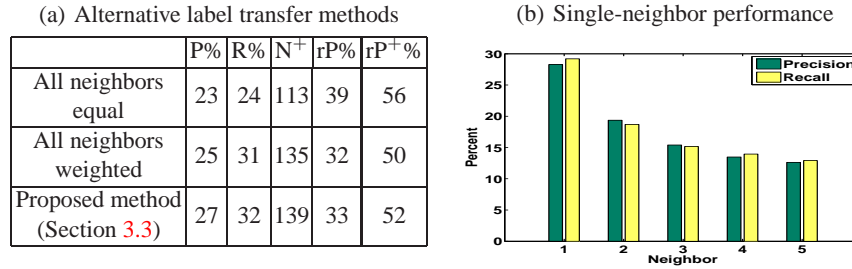 (a) Alternative label transfer methods
P% R% N+ rP% rP+%
All neighbors equal 23 24 113 39 56
All neighbors weighted 25 31 135 32 50
Proposed method (Section 3.3) 27 32 139 33 52
(b) Single-neighbor performance
Precision
Recall
30
25
20
15
10
5
0
Percent
1 2 3 4 5
Neighbor